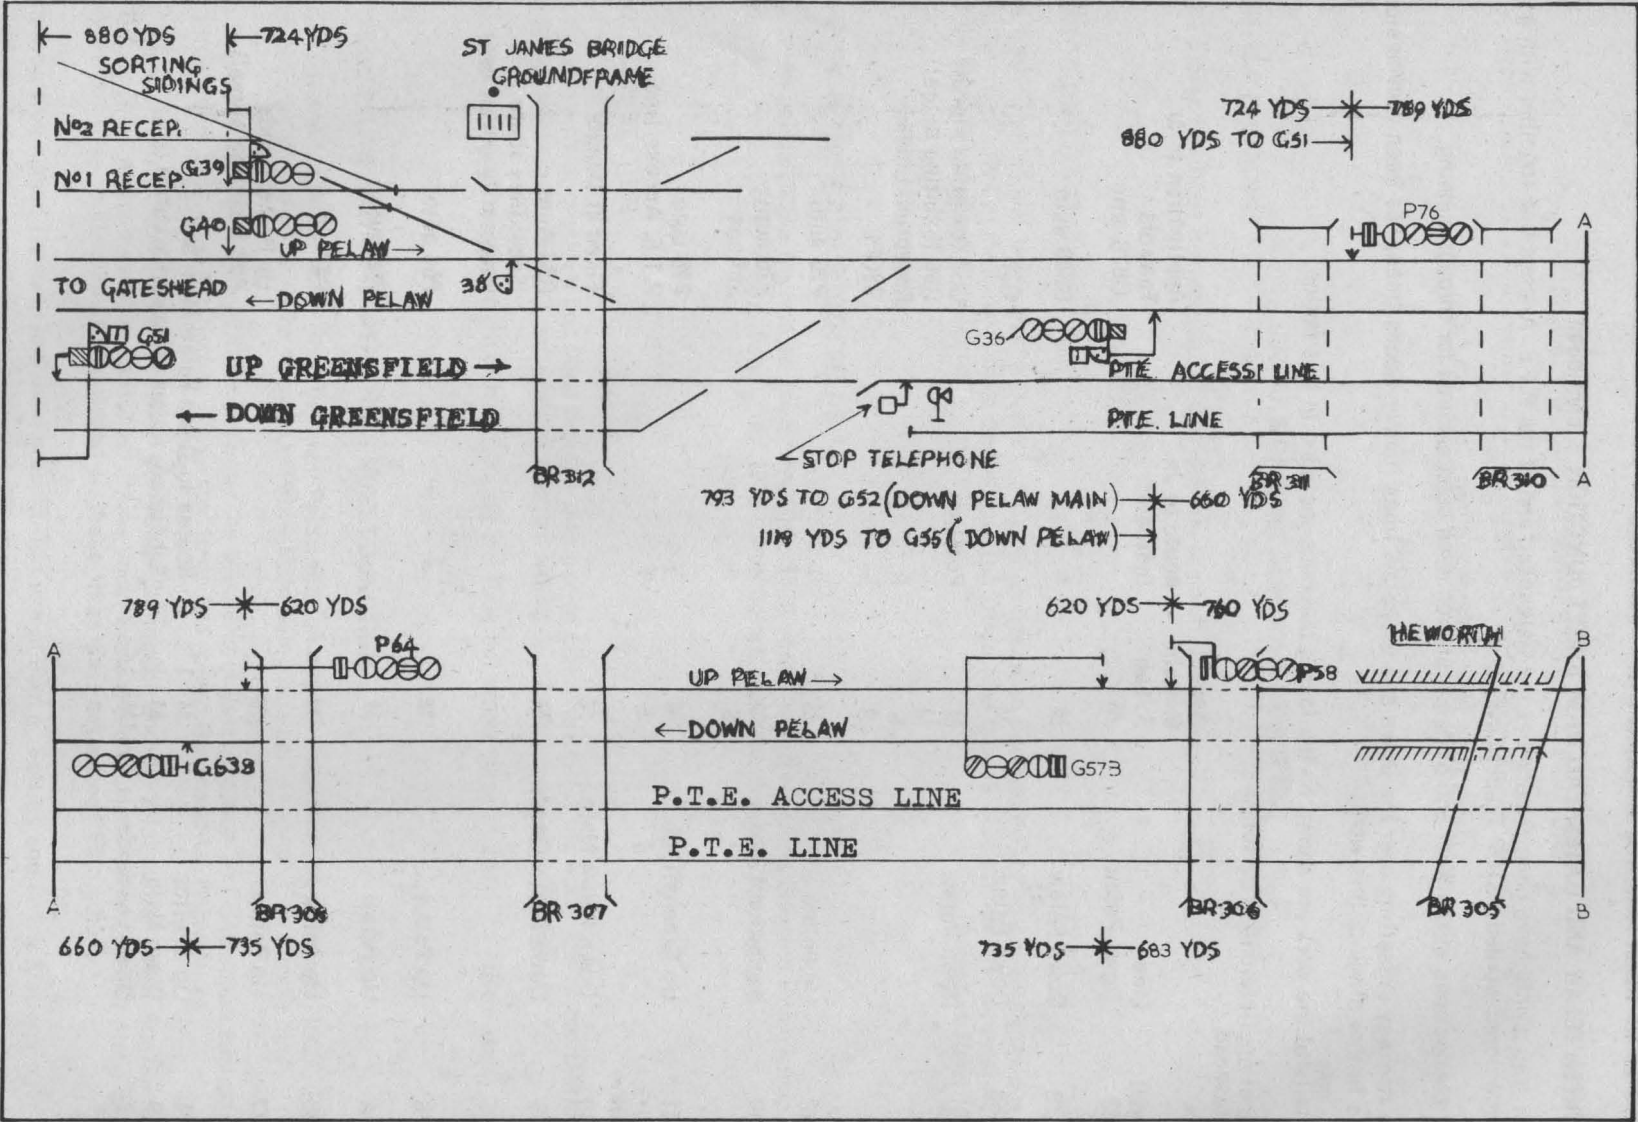 880 YDS
724 YDS
SORTING
SIDINGS
ST JAMES BRIDGE
GROUNDFRAME
724 YDS
789 YDS
880 YDS TO G51
Nº2 RECEP.
Nº1 RECEP.
G39
G40
P76
A
UP PELAW
TO GATESHEAD
DOWN PELAW
38
G51
G36
UP GREENSFIELD
PTE ACCESS LINE
DOWN GREENSFIELD
P.T.E. LINE
STOP TELEPHONE
BR 312
BR 311
BR 310
A
793 YDS TO G52 (DOWN PELAW MAIN)
660 YDS
YDS TO G55 (DOWN PELAW)
789 YDS
620 YDS
620 YDS
760 YDS
HEWORTH
A
P64
B
UP PELAW
P58
DOWN PELAW
G638
G573
P.T.E. ACCESS LINE
P.T.E. LINE
A
BR 307
BR 306
BR 305
B
660 YDS
735 YDS
735 YDS
683 YDS